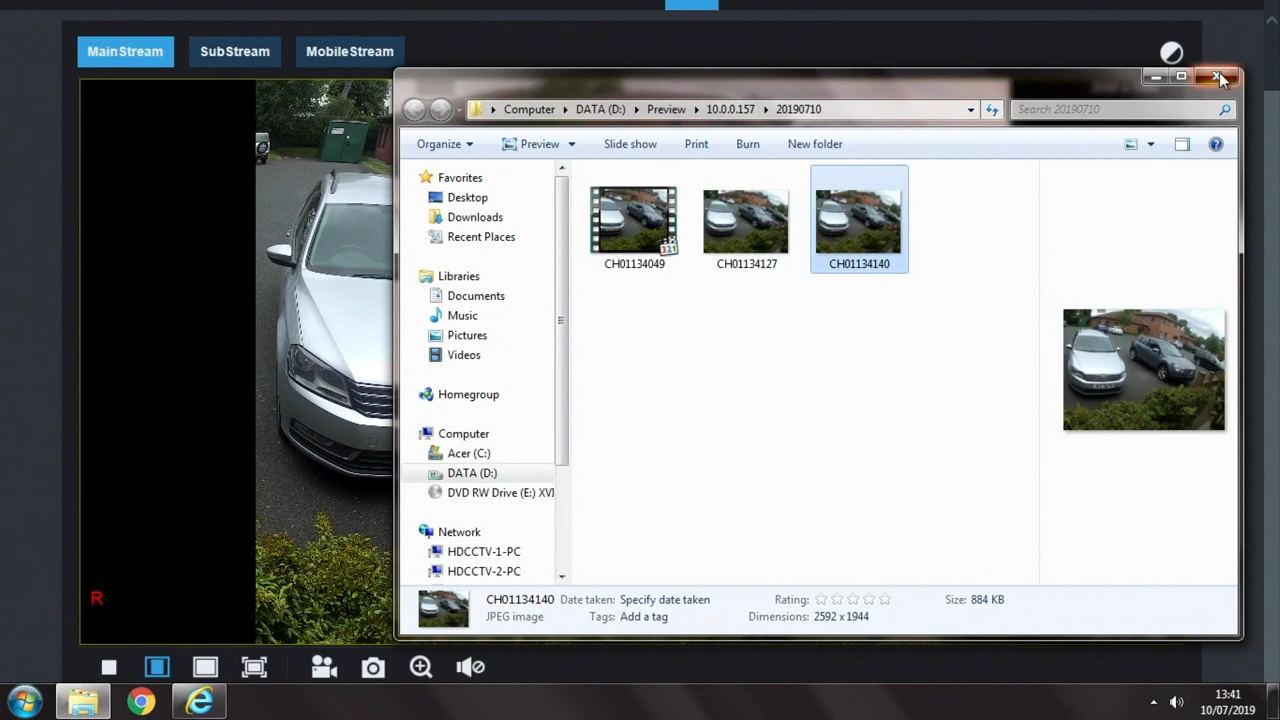 MainStream SubStream MobileStream
Computer DATA (D:) Preview 10.0.0.157 20190710
Search 20190710
Organize Preview Slide show Print Burn New folder
Favorites
Desktop
Downloads
Recent Places
Libraries
Documents
Music
Pictures
Videos
Homegroup
Computer
Acer (C:)
DATA (D:)
DVD RW Drive (E:) XVI
Network
HDCCTV-1-PC
HDCCTV-2-PC
CH01134049 CH01134127 CH01134140
R
CH01134140 Date taken: Specify date taken Rating: Size: 884 KB
JPEG image Tags: Add a tag Dimensions: 2592 x 1944
13:41
10/07/2019